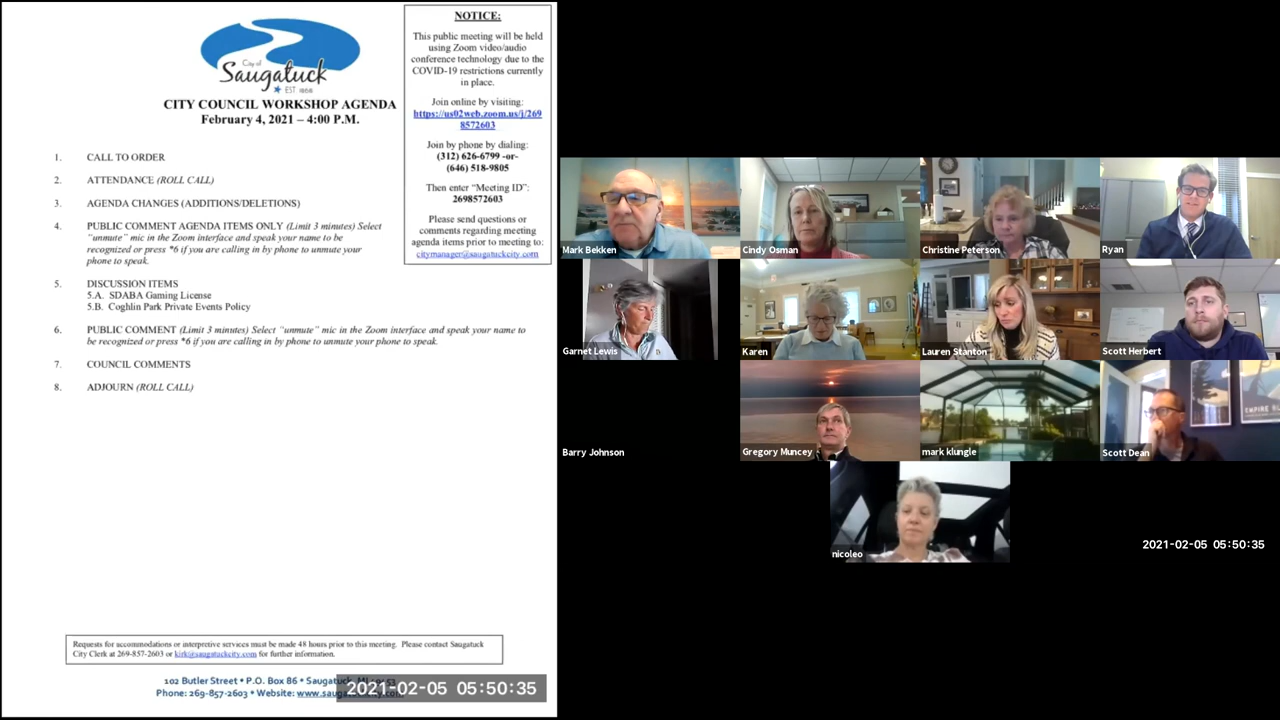 City of
Saugatuck
EST. 1868
CITY COUNCIL WORKSHOP AGENDA
February 4, 2021 – 4:00 P.M.
NOTICE:
This public meeting will be held
using Zoom video/audio
conference technology due to the
COVID-19 restrictions currently
in place.
Join online by visiting:
https://us02web.zoom.us/j/269
8572603
Join by phone by dialing:
(312) 626-6799 -or-
(646) 518-9805
Then enter “Meeting ID”:
2698572603
Please send questions or
comments regarding meeting
agenda items prior to meeting to:
citymanager@saugatuckcity.com
1. CALL TO ORDER
2. ATTENDANCE (ROLL CALL)
3. AGENDA CHANGES (ADDITIONS/DELETIONS)
4. PUBLIC COMMENT AGENDA ITEMS ONLY (Limit 3 minutes) Select
“unmute” mic in the Zoom interface and speak your name to be
recognized or press *6 if you are calling in by phone to unmute your
phone to speak.
5. DISCUSSION ITEMS
5.A. SDABA Gaming License
5.B. Coghlin Park Private Events Policy
6. PUBLIC COMMENT (Limit 3 minutes) Select “unmute” mic in the Zoom interface and speak your name to
be recognized or press *6 if you are calling in by phone to unmute your phone to speak.
7. COUNCIL COMMENTS
8. ADJOURN (ROLL CALL)
Requests for accommodations or interpretive services must be made 48 hours prior to this meeting. Please contact Saugatuck
City Clerk at 269-857-2603 or kirk@saugatuckcity.com for further information.
102 Butler Street • P.O. Box 86 • Saugatuck,
Phone: 269-857-2603 • Website: www.
2021-02-05 05:50:35
Mark Bekken
Cindy Osman
Christine Peterson
Ryan
Garnet Lewis
Karen
Lauren Stanton
Scott Herbert
Barry Johnson
Gregory Muncey
mark klungle
EMPIRE
Scott Dean
nicoleo
2021-02-05 05:50:35